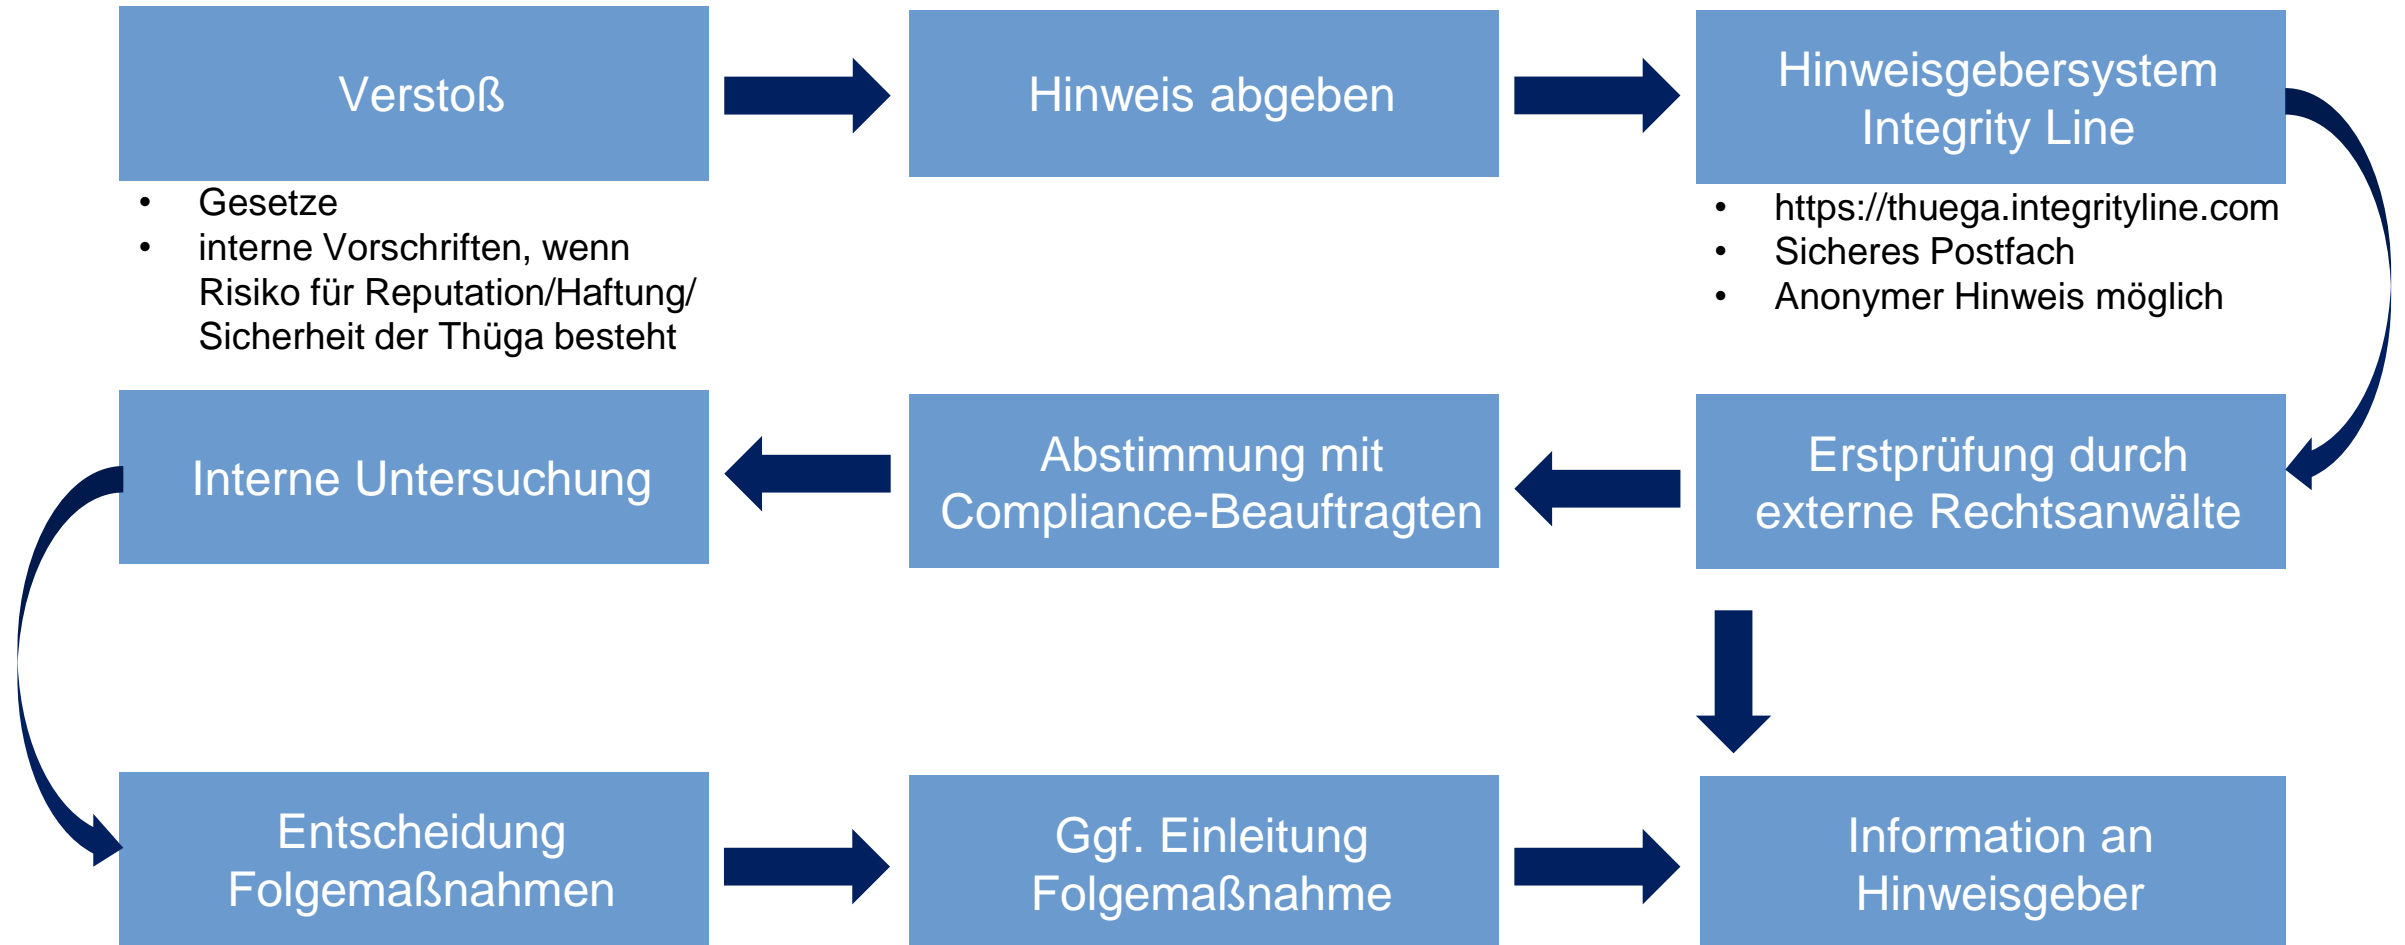 Verstoß
Hinweis abgeben
Hinweisgebersystem
Integrity Line
• Gesetze
• interne Vorschriften, wenn
Risiko für Reputation/Haftung/
Sicherheit der Thüga besteht
• https://thuega.integrityline.com
• Sicheres Postfach
• Anonymer Hinweis möglich
Interne Untersuchung
Abstimmung mit
Compliance-Beauftragten
Erstprüfung durch
externe Rechtsanwälte
Entscheidung
Folgemaßnahmen
Ggf. Einleitung
Folgemaßnahme
Information an
Hinweisgeber